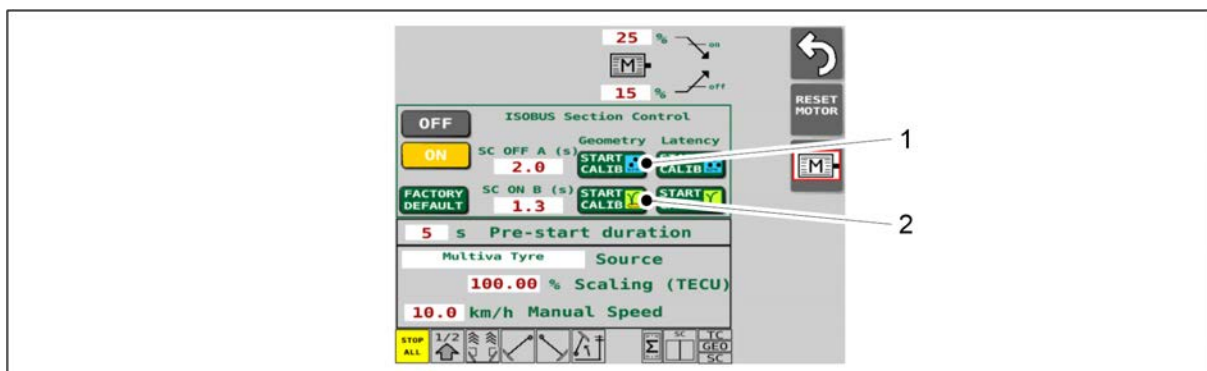 25 %
on
M
15 %
off
RESET MOTOR
OFF
ISOBUS Section Control
Geometry Latency
ON
SC OFF A (s)
2.0
START CALIB
CALIB
1
M
FACTORY DEFAULT
SC ON B (s)
1.3
START CALIB
START
2
5 s Pre-start duration
Multiva Tyre Source
100.00 % Scaling (TECU)
10.0 km/h Manual Speed
STOP ALL
1/2
Σ
SC
TC
GEO
SC